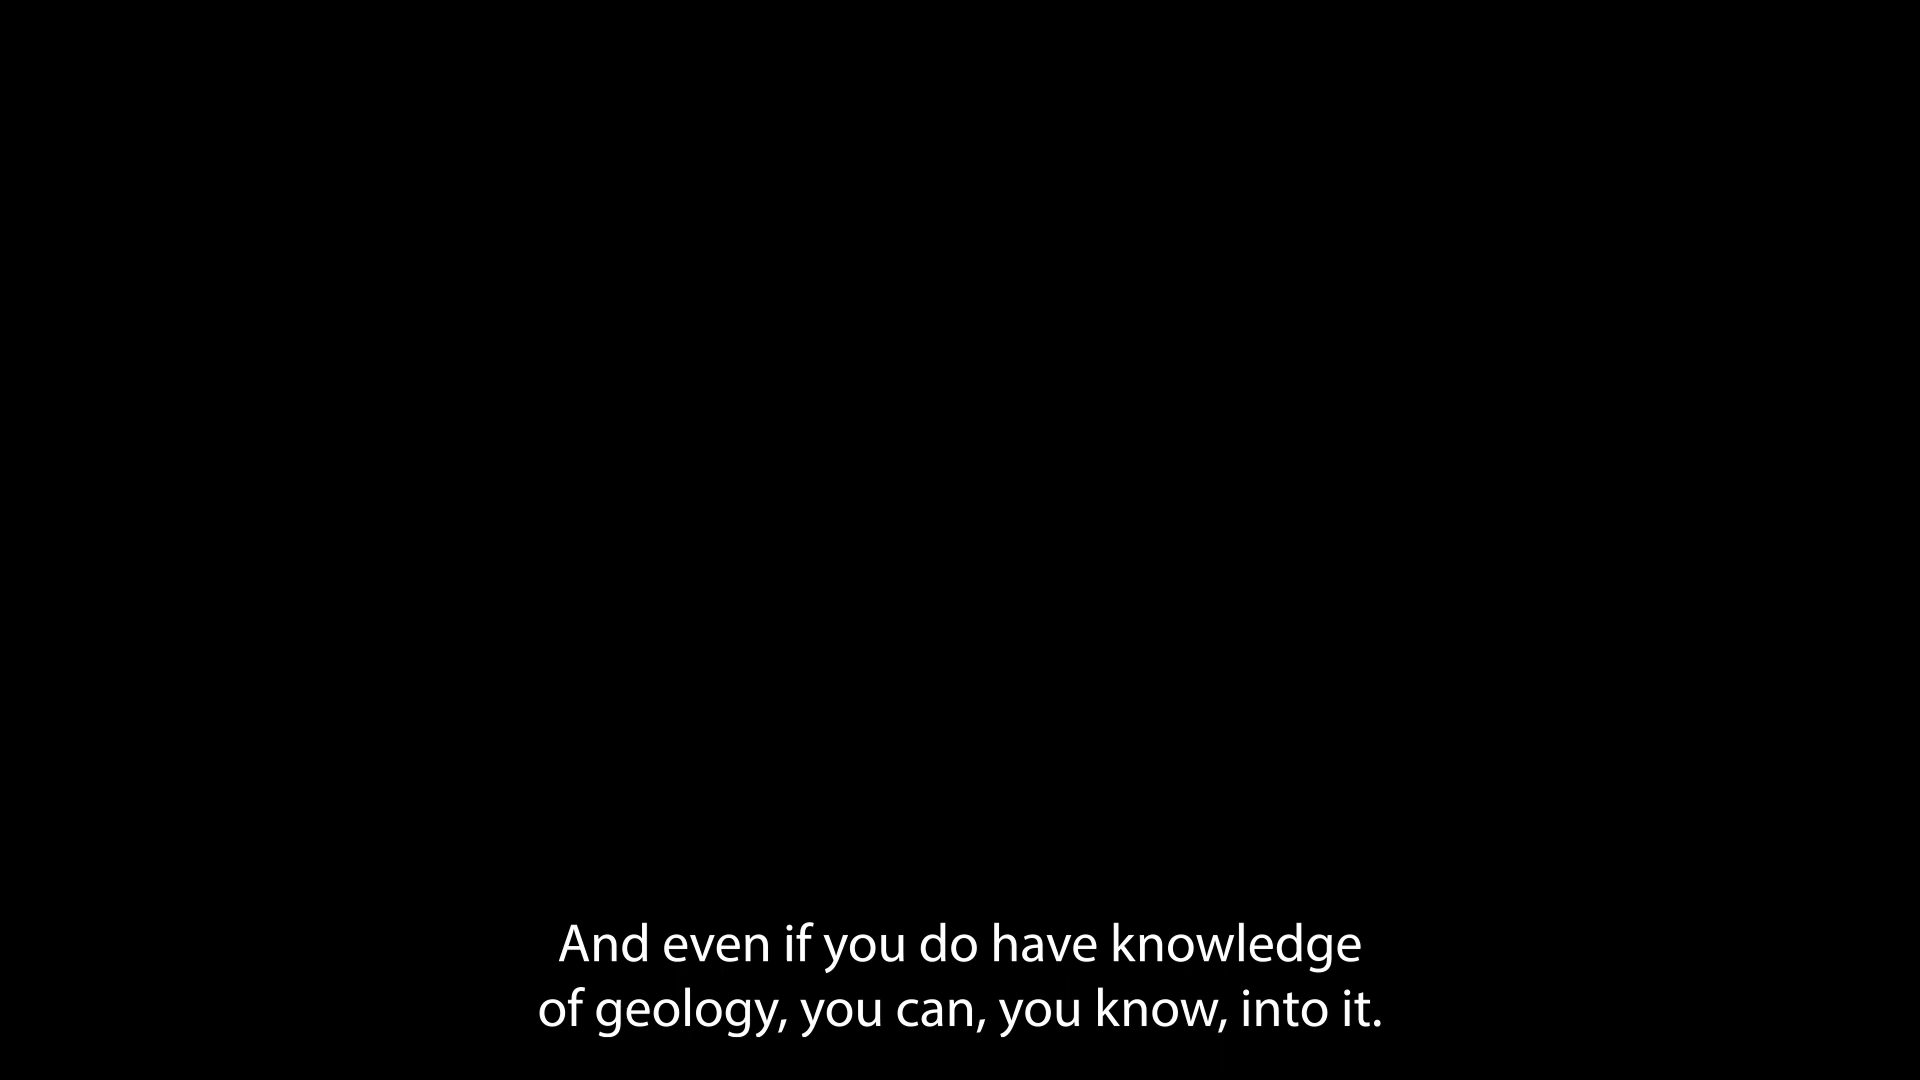 And even if you do have knowledge
of geology, you can, you know, into it.